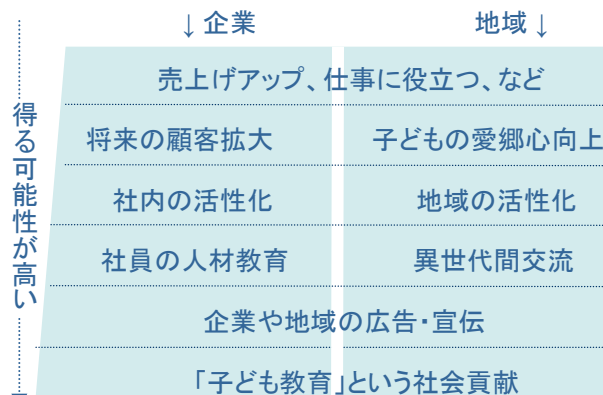 ↓企業
地域↓
売上げアップ、仕事に役立つ、など
将来の顧客拡大
子どもの愛郷心向上
社内の活性化
地域の活性化
社員の人材教育
異世代間交流
企業や地域の広告・宣伝
「子ども教育」という社会貢献
得る可能性が高い